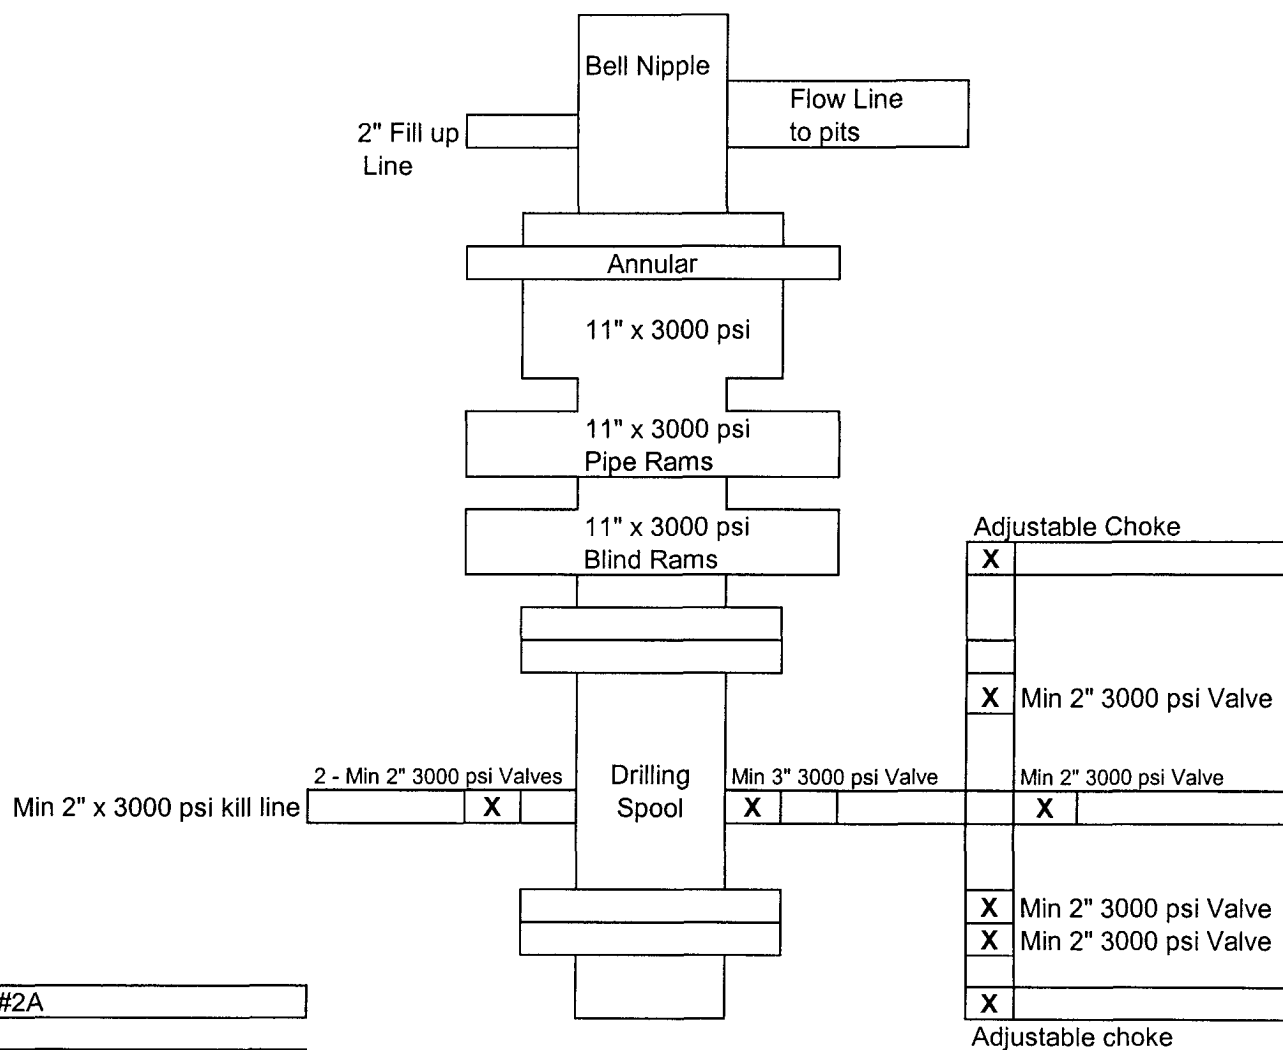 Bell Nipple
Flow Line
to pits
2" Fill up
Line
Annular
11" x 3000 psi
11" x 3000 psi
Pipe Rams
11" x 3000 psi
Blind Rams
Adjustable Choke
X
X Min 2" 3000 psi Valve
2 - Min 2" 3000 psi Valves
Drilling
Spool
Min 3" 3000 psi Valve
Min 2" 3000 psi Valve
Min 2" x 3000 psi kill line
X
X
X
X Min 2" 3000 psi Valve
X Min 2" 3000 psi Valve
#2A
X
Adjustable choke